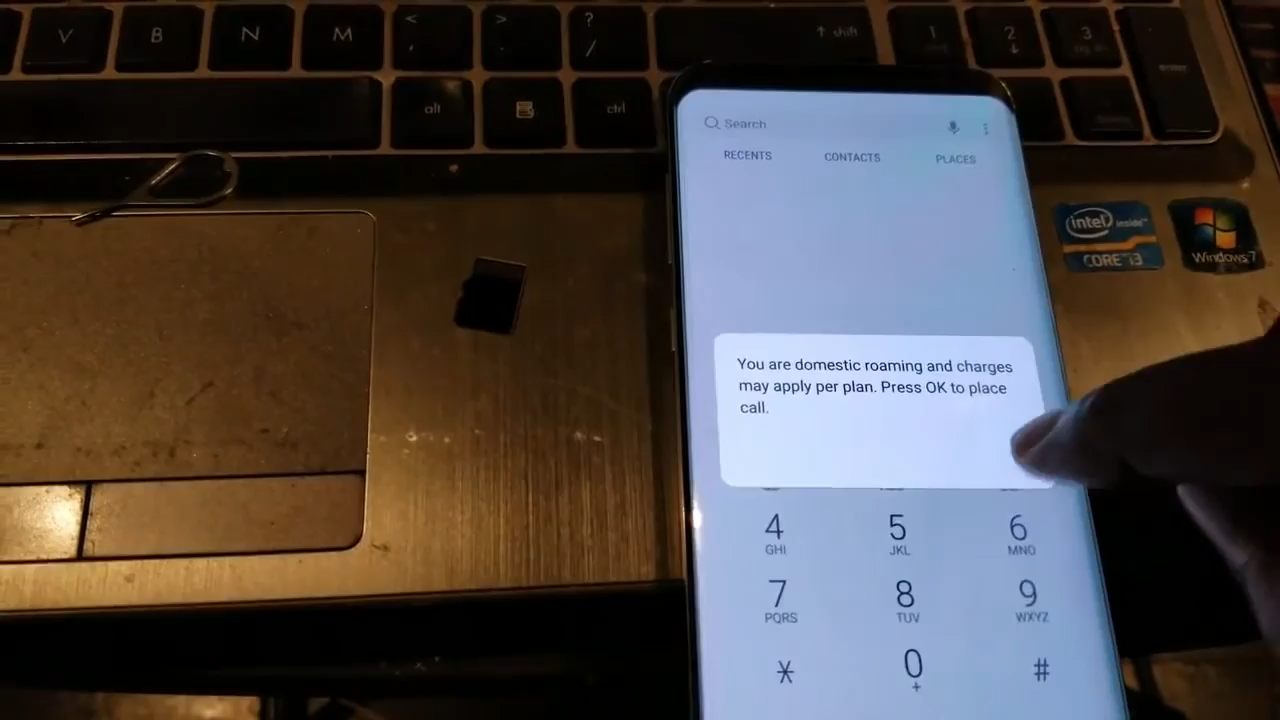 V
B
N
M
<
,
>
.
?
/
↑ shift
1
2
↓
3
enter
alt
ctrl
Search
RECENTS
CONTACTS
PLACES
intel inside™
CORE i3
Windows 7
You are domestic roaming and charges
may apply per plan. Press OK to place
call.
4
GHI
5
JKL
6
MNO
7
PQRS
8
TUV
9
WXYZ
*
0
+
#